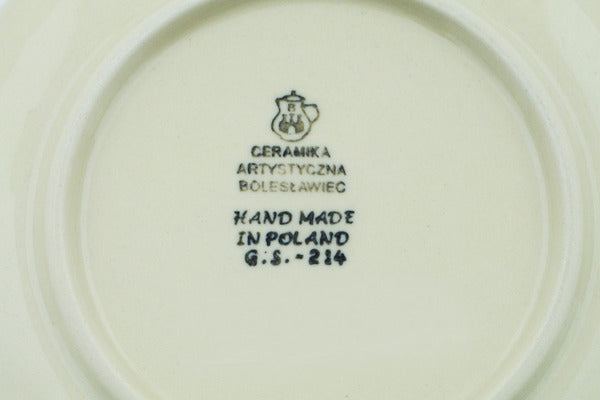 B
CERAMIKA
ARTYSTYCZNA
BOLESŁAWIEC
HAND MADE
IN POLAND
G.S.-214